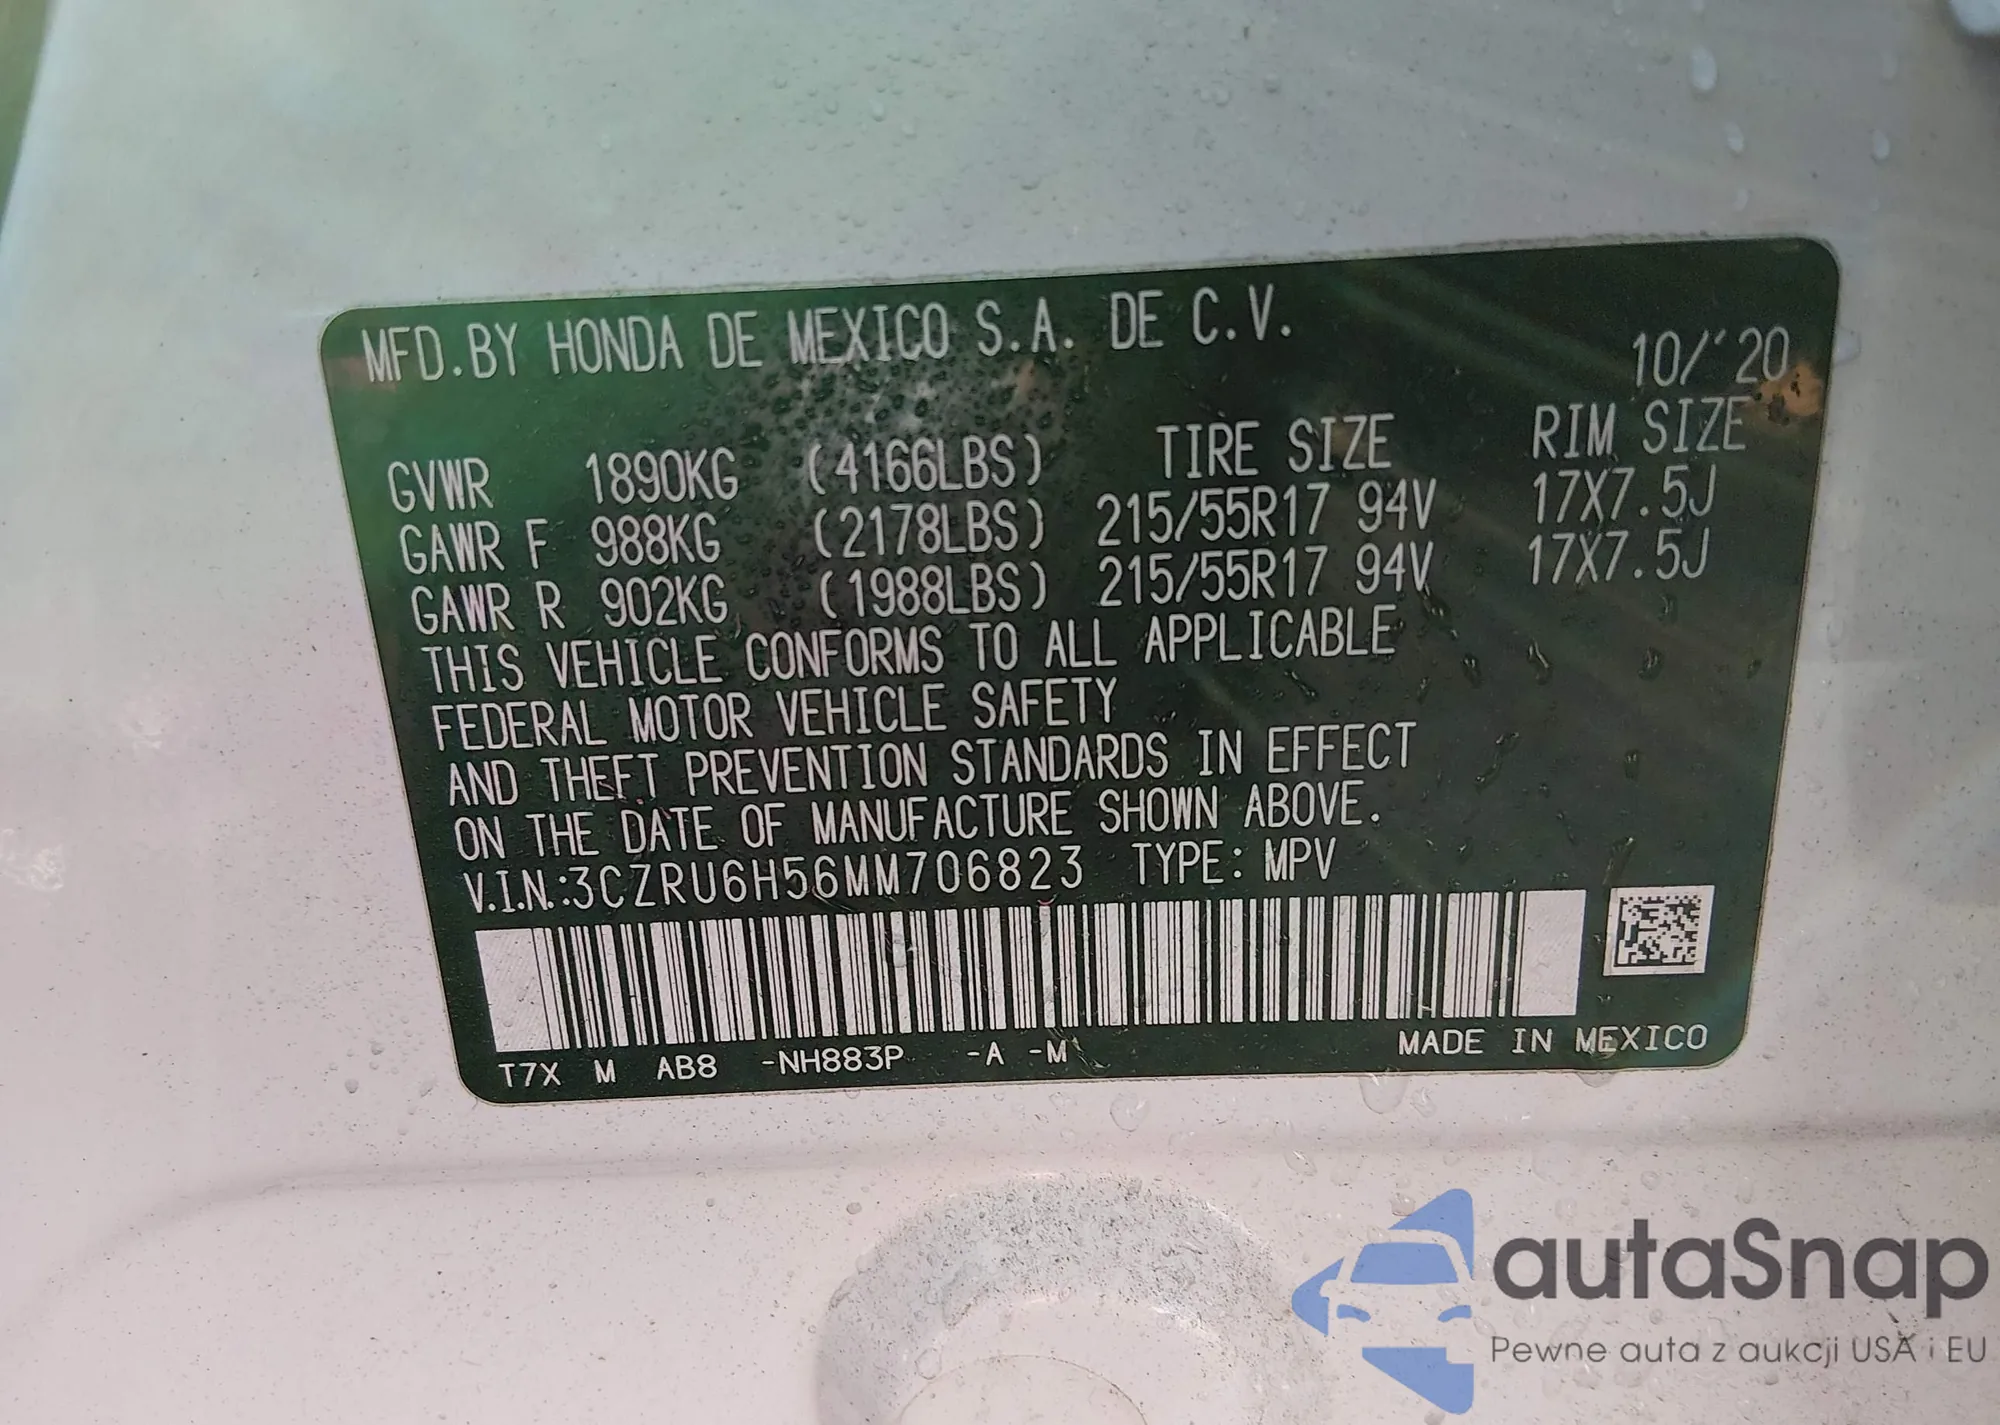 MFD.BY HONDA DE MEXICO S.A. DE C.V.
10/'20
GVWR 1890KG (4166LBS) TIRE SIZE RIM SIZE
GAWR F 988KG (2178LBS) 215/55R17 94V 17X7.5J
GAWR R 902KG (1988LBS) 215/55R17 94V 17X7.5J
THIS VEHICLE CONFORMS TO ALL APPLICABLE
FEDERAL MOTOR VEHICLE SAFETY
AND THEFT PREVENTION STANDARDS IN EFFECT
ON THE DATE OF MANUFACTURE SHOWN ABOVE.
V.I.N.:3CZRU6H56MM706823 TYPE: MPV
T7X M AB8 -NH883P -A -M MADE IN MEXICO
autaSnap
Pewne auta z aukcji USA i EU